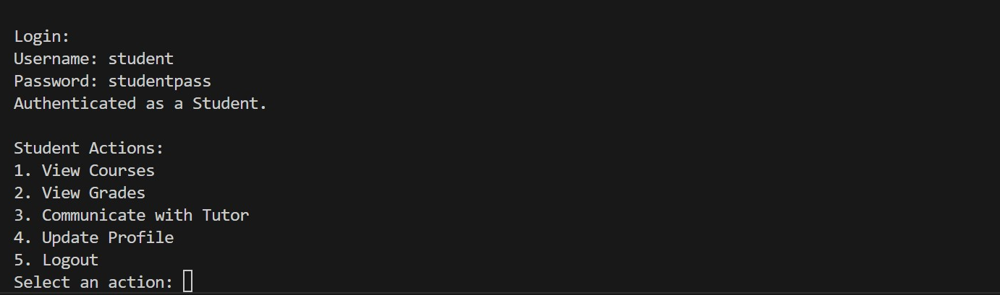 Login:
Username: student
Password: studentpass
Authenticated as a Student.
Student Actions:
1. View Courses
2. View Grades
3. Communicate with Tutor
4. Update Profile
5. Logout
Select an action: